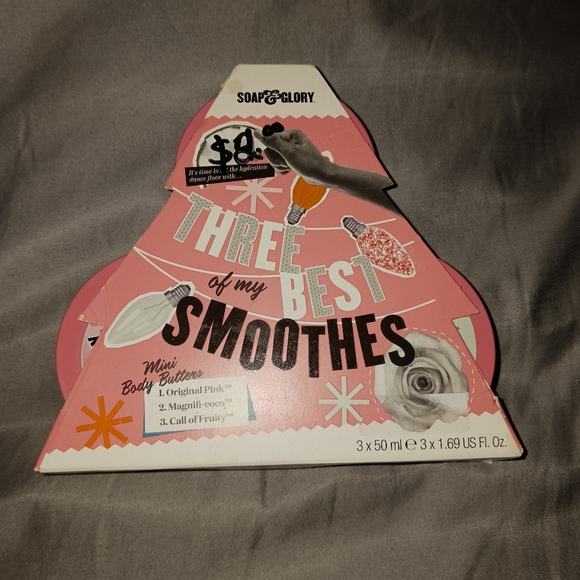 SOAP&GLORY
$8.00
It's time to the hydration
dance floor with...
THREE
of my BEST
SMOOTHES
Mini
Body Butters
1. Original Pink™
2. Magnifi-coco™
3. Call of Fruity™
3 x 50 ml ℮ 3 x 1.69 US Fl. Oz.